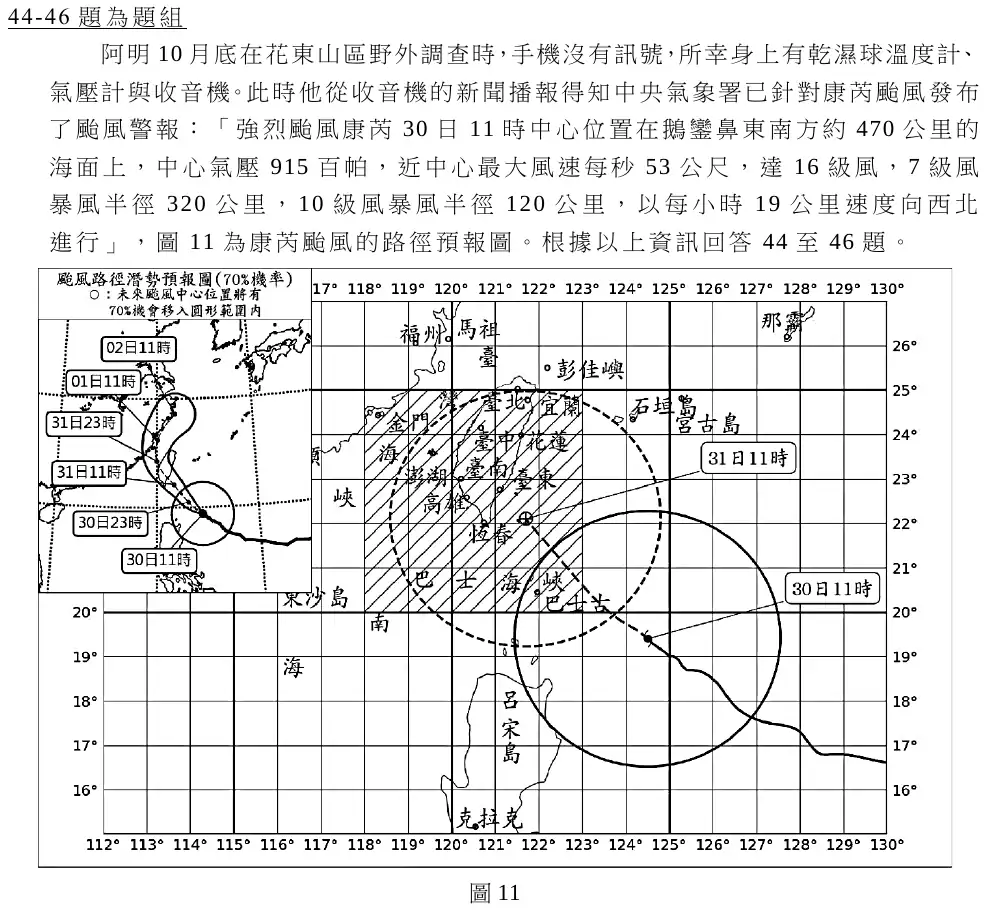 44-46 題為題組
阿明 10 月底在花東山區野外調查時，手機沒有訊號，所幸身上有乾濕球溫度計、
氣壓計與收音機。此時他從收音機的新聞播報得知中央氣象署已針對康芮颱風發布
了颱風警報：「強烈颱風康芮 30 日 11 時中心位置在鵝鑾鼻東南方約 470 公里的
海面上，中心氣壓 915 百帕，近中心最大風速每秒 53 公尺，達 16 級風，7 級風
暴風半徑 320 公里，10 級風暴風半徑 120 公里，以每小時 19 公里速度向西北
進行」，圖 11 為康芮颱風的路徑預報圖。根據以上資訊回答 44 至 46 題。
颱風路徑潛勢預報圖(70%機率)
○：未來颱風中心位置將有
70%機會移入圓形範圍內
02日11時
01日11時
31日23時
31日11時
30日23時
30日11時
17° 118° 119° 120° 121° 122° 123° 124° 125° 126° 127° 128° 129° 130°
那霸
福州 馬祖
臺
26°
彭佳嶼
25°
灣 臺北 宜蘭 石垣島
金門 宮古島
24°
臺中 花蓮
海
31日11時
23°
澎湖 臺南 臺東
高雄
峽
22°
恆春
21°
巴士海峽
30日11時
巴士古
東沙島
20° 20°
南
19° 19°
海
18° 18°
呂
宋
島
17° 17°
16° 16°
克拉克
112° 113° 114° 115° 116° 117° 118° 119° 120° 121° 122° 123° 124° 125° 126° 127° 128° 129° 130°
圖 11